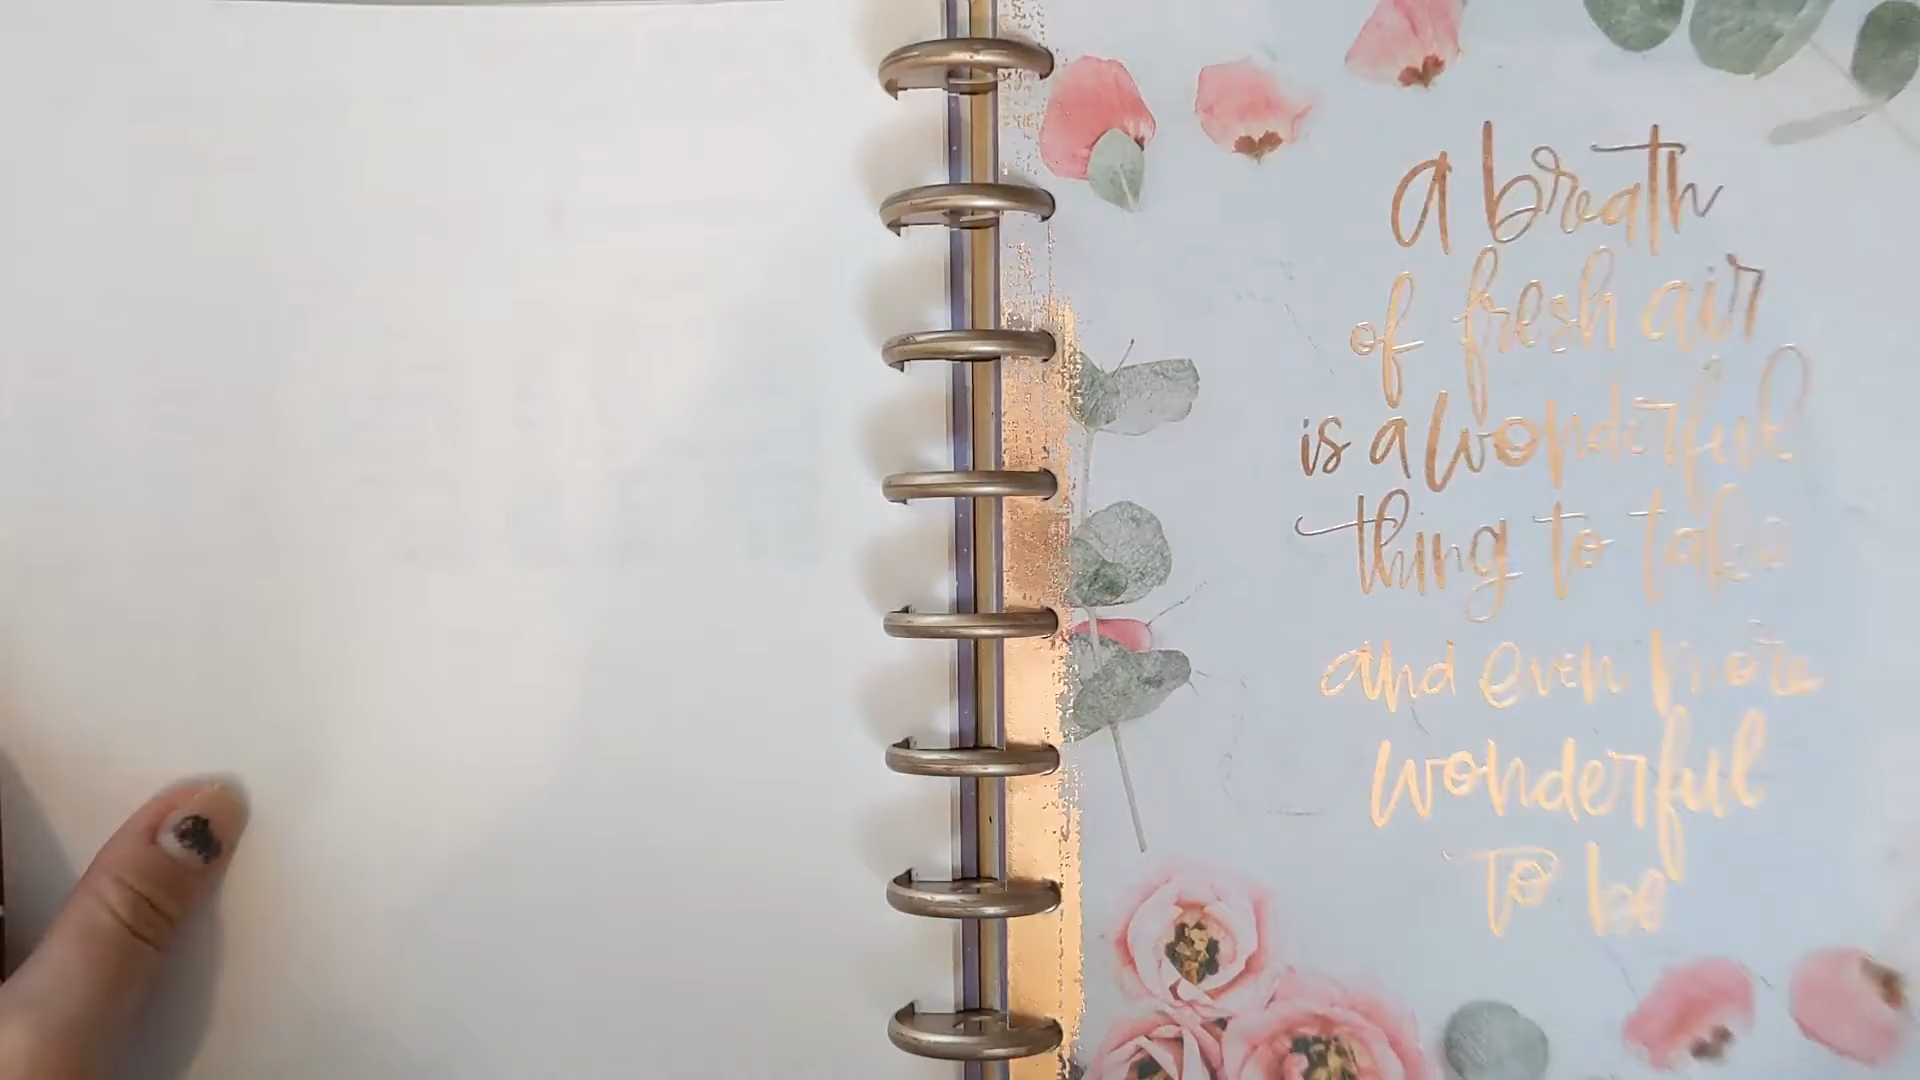 a breath
of fresh air
is a wonderful
thing to take
and even more
wonderful
to be